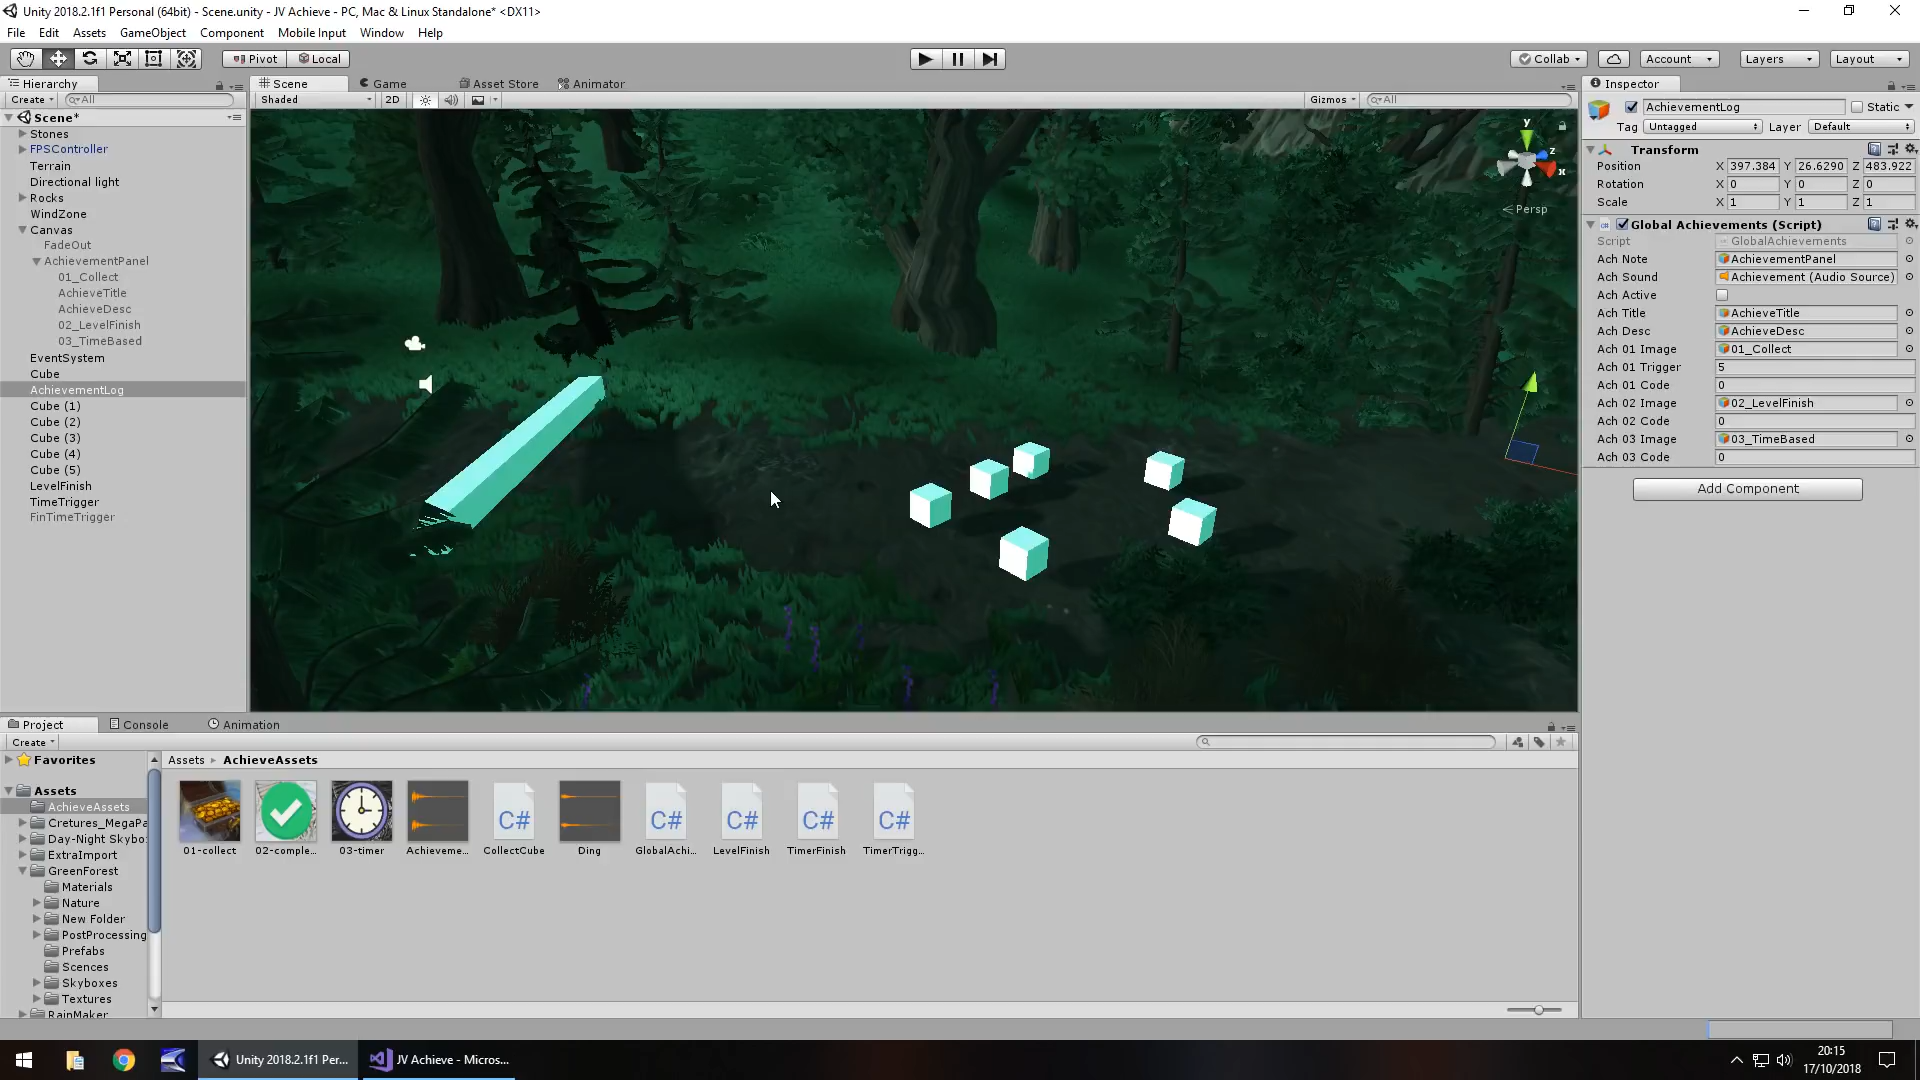 Unity 2018.2.1f1 Personal (64bit) - Scene.unity - JV Achieve - PC, Mac & Linux Standalone* <DX11>
File Edit Assets GameObject Component Mobile Input Window Help
Pivot Local Collab Account Layers Layout
Hierarchy Scene Game Asset Store Animator Inspector
Create All Shaded 2D Gizmos All
Scene*
Stones
FPSController
Terrain
Directional light
Rocks
WindZone
Canvas
FadeOut
AchievementPanel
01_Collect
AchieveTitle
AchieveDesc
02_LevelFinish
03_TimeBased
EventSystem
Cube
AchievementLog
Cube (1)
Cube (2)
Cube (3)
Cube (4)
Cube (5)
LevelFinish
TimeTrigger
FinTimeTrigger
y
z
x
Persp
AchievementLog Static
Tag Untagged Layer Default
Transform
Position X 397.384 Y 26.6290 Z 483.922
Rotation X 0 Y 0 Z 0
Scale X 1 Y 1 Z 1
Global Achievements (Script)
Script GlobalAchievements
Ach Note AchievementPanel
Ach Sound Achievement (Audio Source)
Ach Active
Ach Title AchieveTitle
Ach Desc AchieveDesc
Ach 01 Image 01_Collect
Ach 01 Trigger 5
Ach 01 Code 0
Ach 02 Image 02_LevelFinish
Ach 02 Code 0
Ach 03 Image 03_TimeBased
Ach 03 Code 0
Add Component
Project Console Animation
Create
Favorites
Assets
AchieveAssets
Cretures_MegaPa
Day-Night Skybo
ExtraImport
GreenForest
Materials
Nature
New Folder
PostProcessing
Prefabs
Scences
Skyboxes
Textures
RainMaker
Assets AchieveAssets
C# C# C# C# C#
01-collect 02-comple... 03-timer Achieveme... CollectCube Ding GlobalAchi... LevelFinish TimerFinish TimerTrigg...
Unity 2018.2.1f1 Per... JV Achieve - Micros...
20:15
17/10/2018